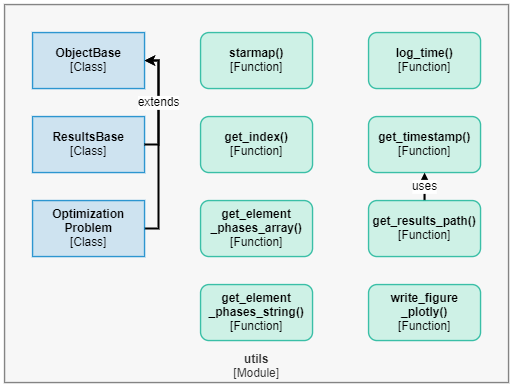 ObjectBase
[Class]
starmap()
[Function]
log_time()
[Function]
extends
ResultsBase
[Class]
get_index()
[Function]
get_timestamp()
[Function]
uses
Optimization
Problem
[Class]
get_element
_phases_array()
[Function]
get_results_path()
[Function]
get_element
_phases_string()
[Function]
write_figure
_plotly()
[Function]
utils
[Module]